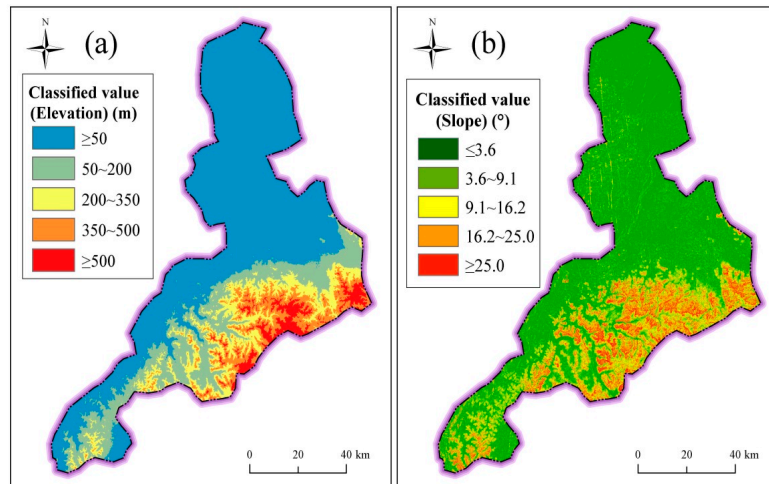 N
(a)
Classified value
(Elevation) (m)
≥50
50~200
200~350
350~500
≥500
0 20 40 km
N
(b)
Classified value
(Slope) (°)
≤3.6
3.6~9.1
9.1~16.2
16.2~25.0
≥25.0
0 20 40 km